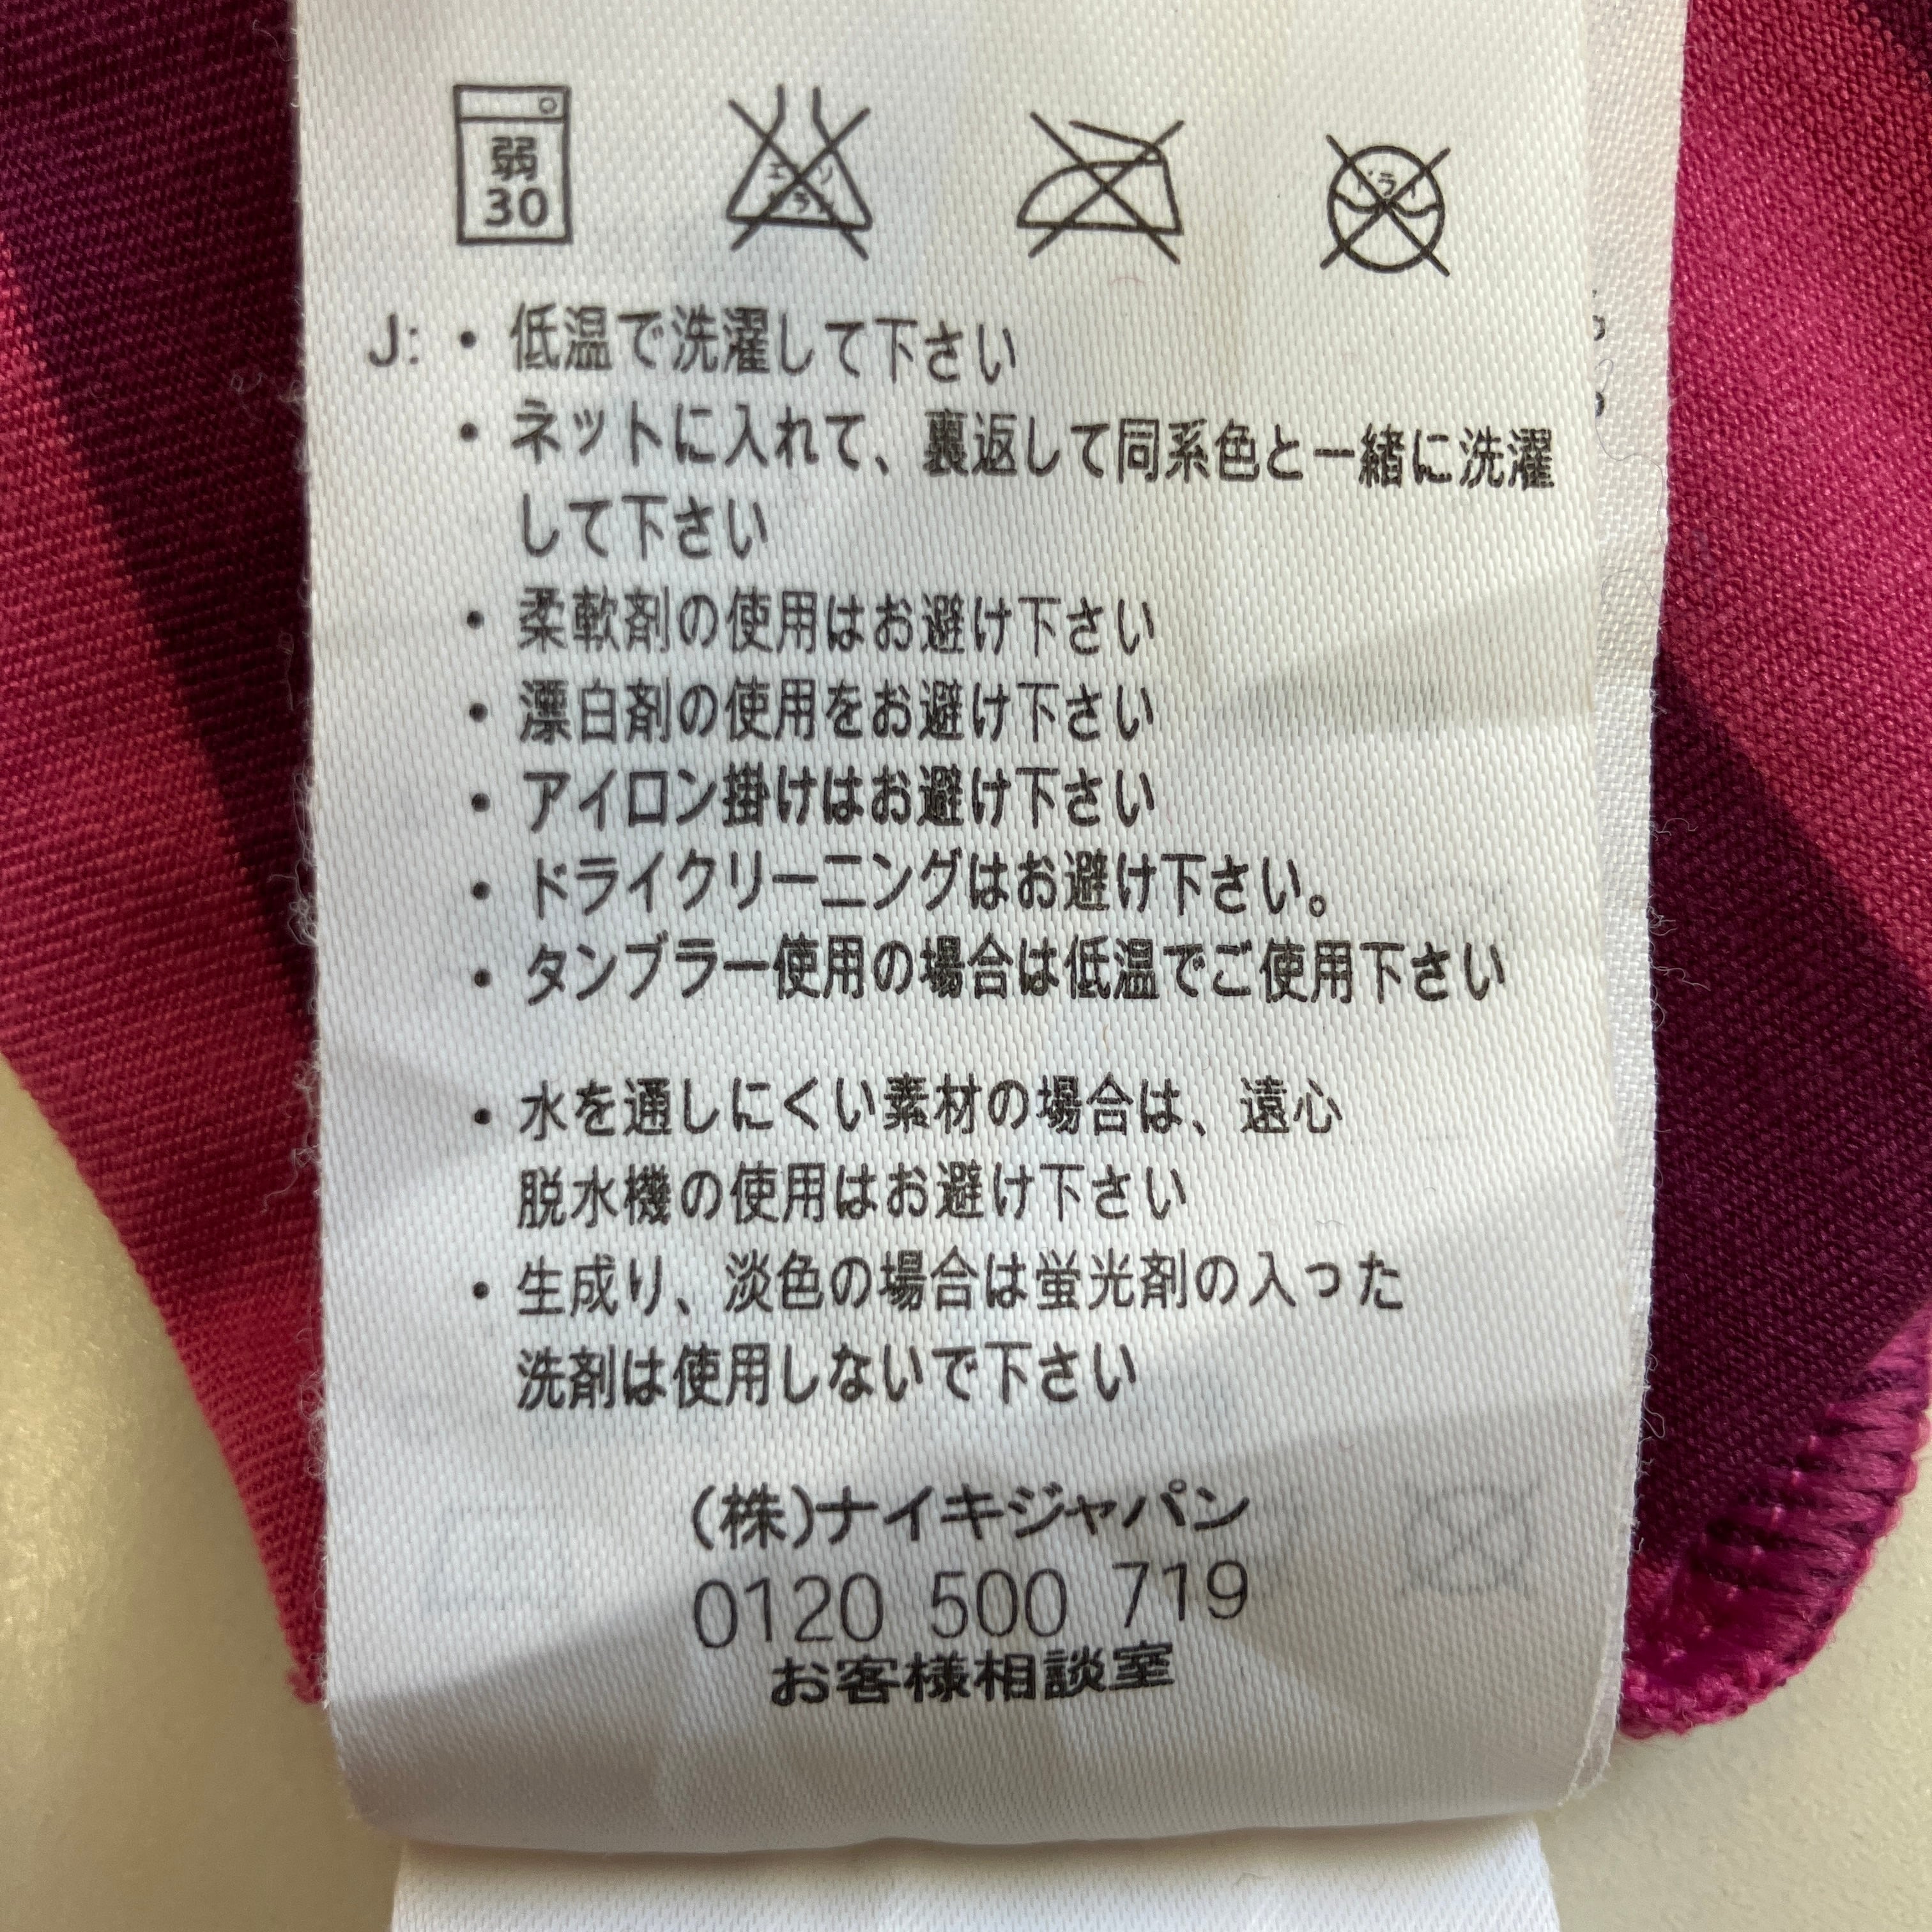 弱
30
J: ・低温で洗濯して下さい
・ネットに入れて、裏返して同系色と一緒に洗濯
して下さい
・柔軟剤の使用はお避け下さい
・漂白剤の使用をお避け下さい
・アイロン掛けはお避け下さい
・ドライクリーニングはお避け下さい。
・タンブラー使用の場合は低温でご使用下さい
・水を通しにくい素材の場合は、遠心
脱水機の使用はお避け下さい
・生成り、淡色の場合は蛍光剤の入った
洗剤は使用しないで下さい
(株)ナイキジャパン
0120 500 719
お客様相談室